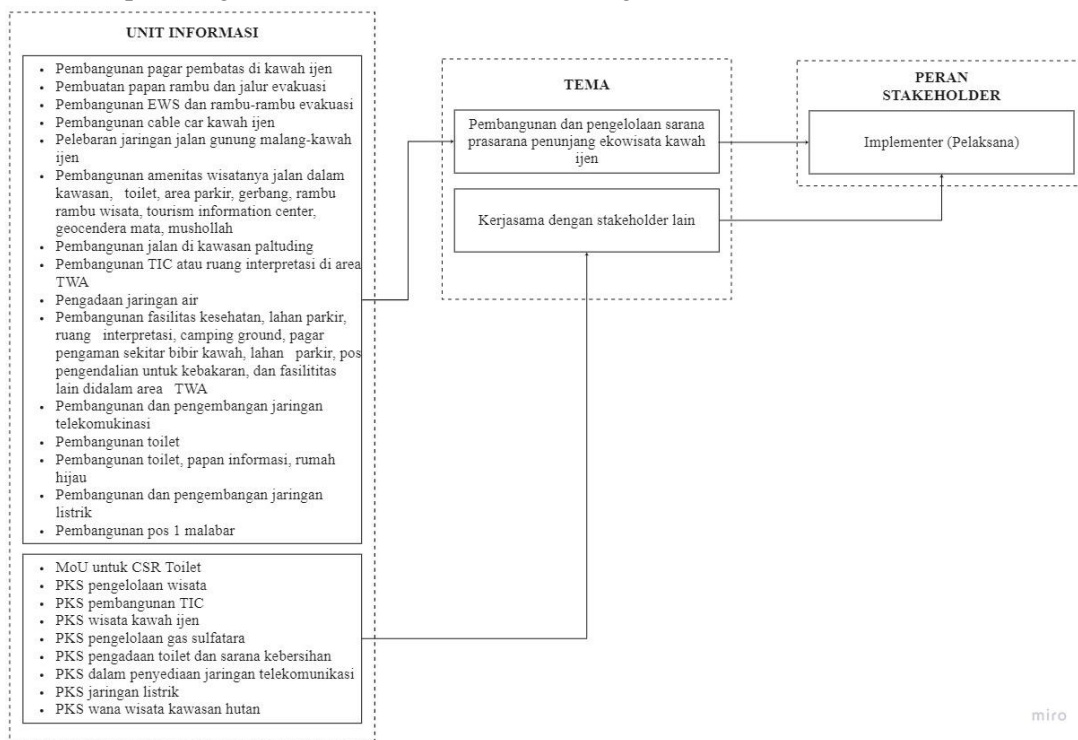 UNIT INFORMASI
• Pembangunan pagar pembatas di kawah ijen
• Pembuatan papan rambu dan jalur evakuasi
• Pembangunan EWS dan rambu-rambu evakuasi
• Pembangunan cable car kawah ijen
• Pelebaran jaringan jalan gunung malang-kawah
ijen
• Pembangunan amenitas wisatanya jalan dalam
kawasan, toilet, area parkir, gerbang, rambu
rambu wisata, tourism information center,
geocendera mata, mushollah
• Pembangunan jalan di kawasan paltuding
• Pembangunan TIC atau ruang interpretasi di area
TWA
• Pengadaan jaringan air
• Pembangunan fasilitas kesehatan, lahan parkir,
ruang interpretasi, camping ground, pagar
pengaman sekitar bibir kawah, lahan parkir, pos
pengendalian untuk kebakaran, dan fasilititas
lain didalam area TWA
• Pembangunan dan pengembangan jaringan
telekomukinasi
• Pembangunan toilet
• Pembangunan toilet, papan informasi, rumah
hijau
• Pembangunan dan pengembangan jaringan
listrik
• Pembangunan pos 1 malabar
• MoU untuk CSR Toilet
• PKS pengelolaan wisata
• PKS pembangunan TIC
• PKS wisata kawah ijen
• PKS pengelolaan gas sulfatara
• PKS pengadaan toilet dan sarana kebersihan
• PKS dalam penyediaan jaringan telekomunikasi
• PKS jaringan listrik
• PKS wana wisata kawasan hutan
TEMA
Pembangunan dan pengelolaan sarana
prasarana penunjang ekowisata kawah
ijen
Kerjasama dengan stakeholder lain
PERAN
STAKEHOLDER
Implementer (Pelaksana)
miro